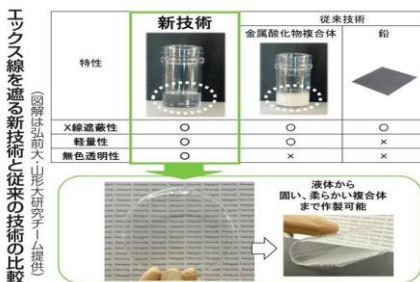 エックス線を遮る新技術と従来の技術の比較
(図解は弘前大・山形大研究チーム提供)
特性
新技術
従来技術
金属酸化物複合体
鉛
X線遮蔽性 ○ ○ ○
軽量性 ○ ○ ×
無色透明性 ○ × ×
液体から
固い、柔らかい複合体
まで作製可能